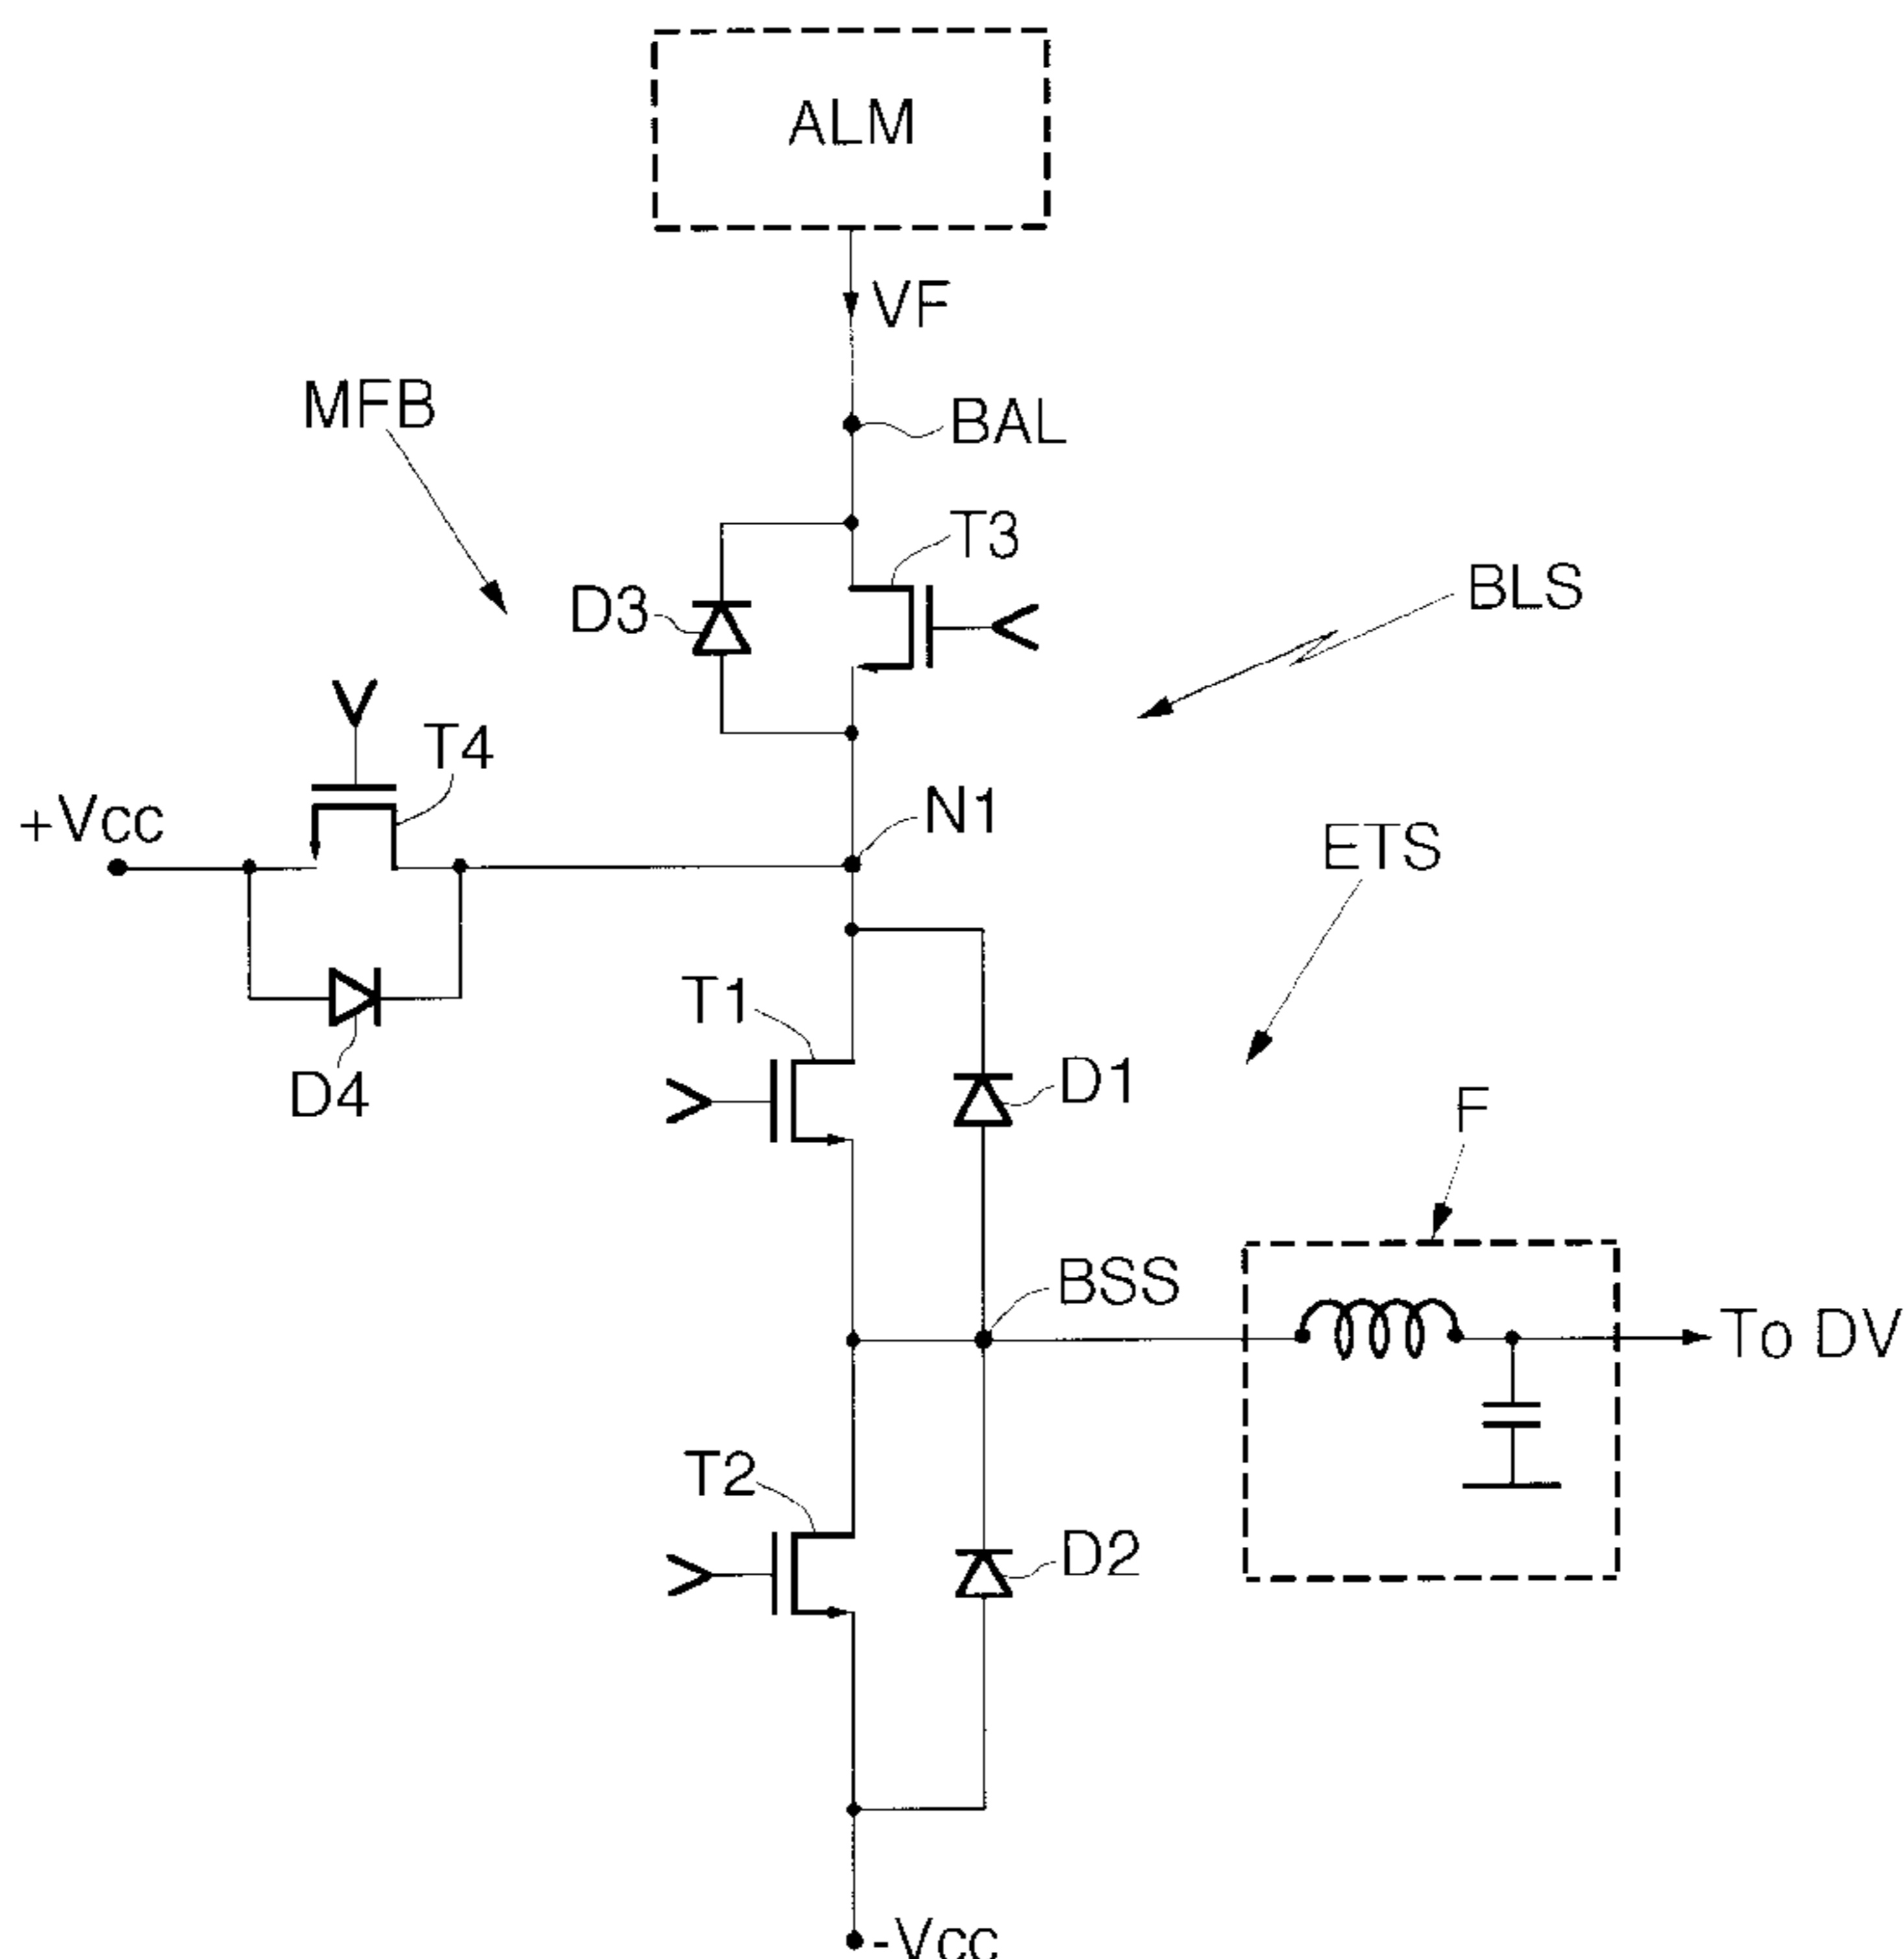 ALM
VF
MFB
BAL
T3
BLS
D3
T4
+Vcc
N1
ETS
T1
D1
D4
F
BSS
To DV
T2
D2
-Vcc